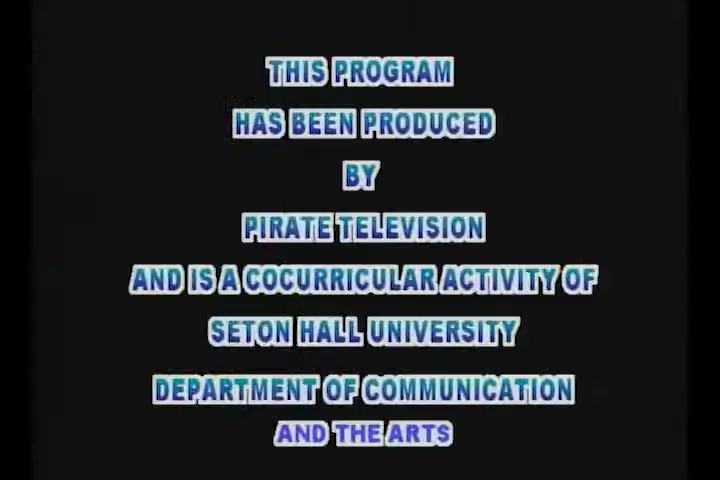 THIS PROGRAM
HAS BEEN PRODUCED
BY
PIRATE TELEVISION
AND IS A COCURRICULAR ACTIVITY OF
SETON HALL UNIVERSITY
DEPARTMENT OF COMMUNICATION
AND THE ARTS